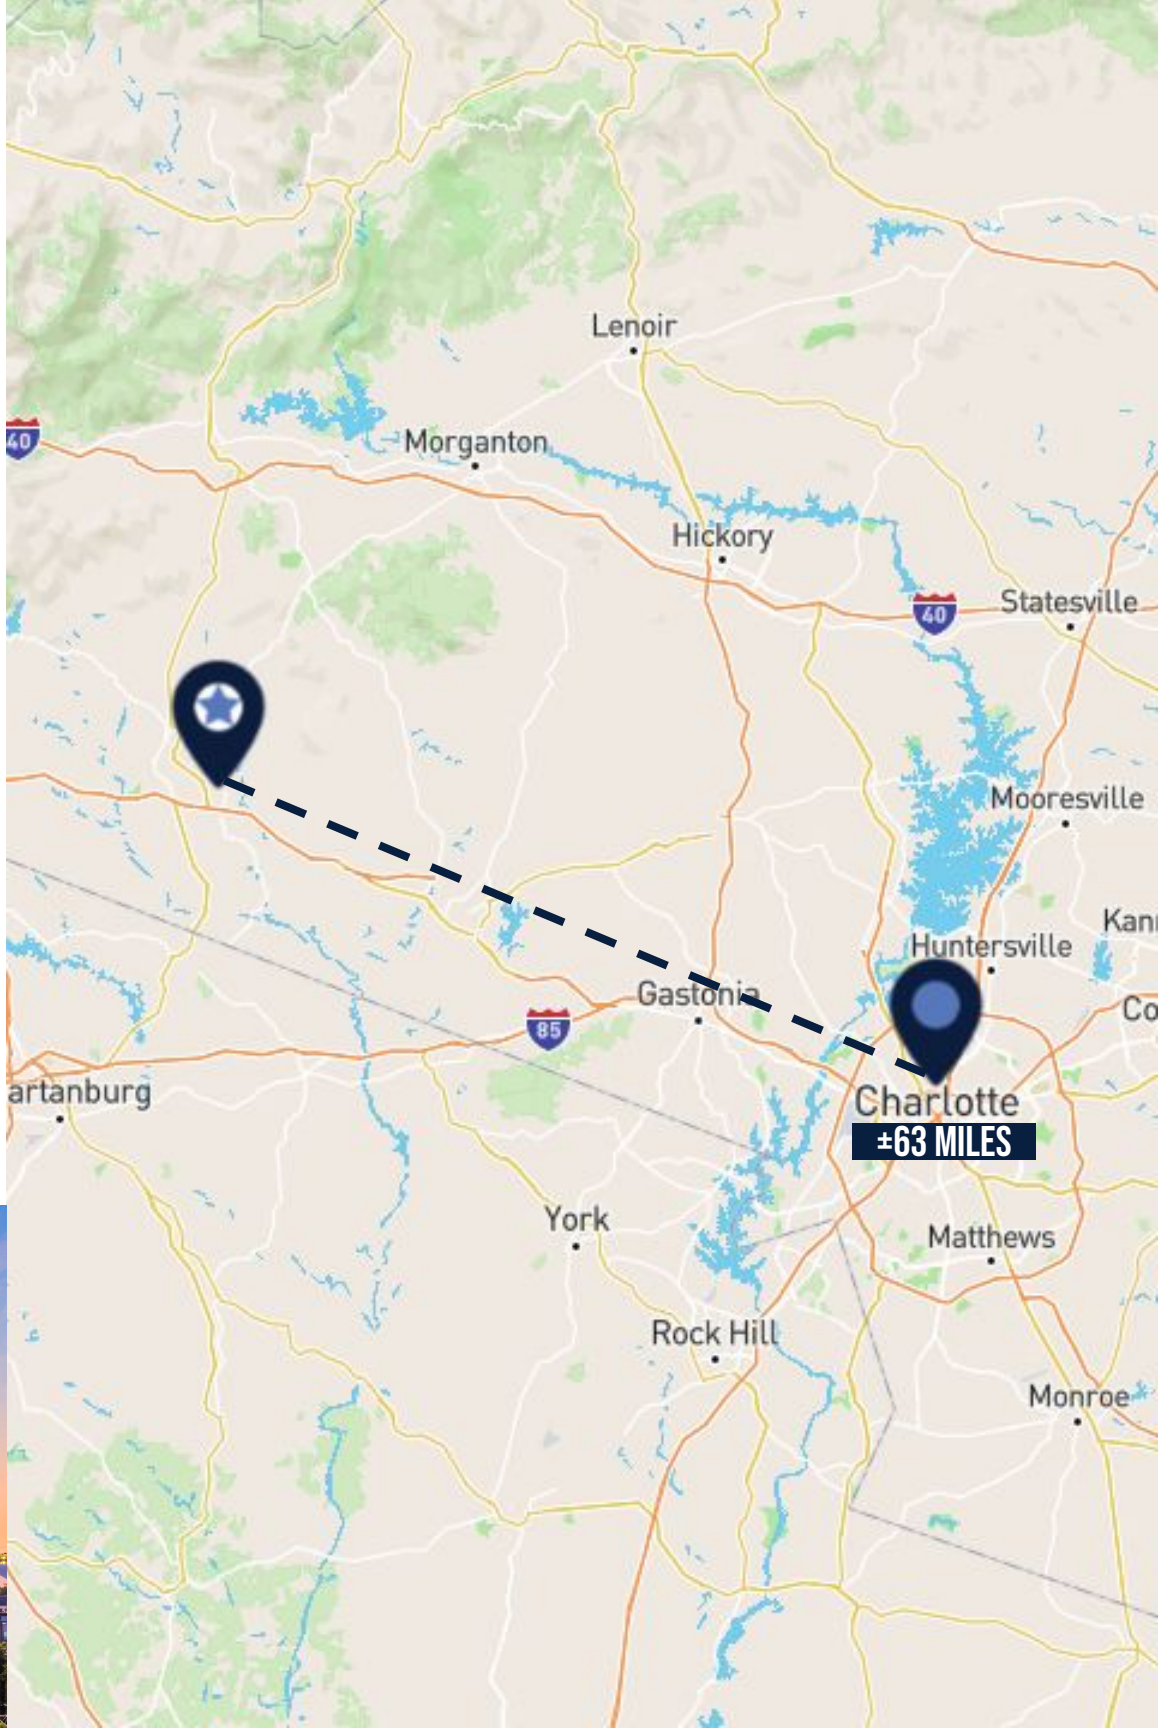 Lenoir
40
Morganton
Hickory
40
Statesville
Mooresville
Kann
Huntersville
Gastonia
Co
85
artanburg
Charlotte
±63 MILES
York
Matthews
Rock Hill
Monroe